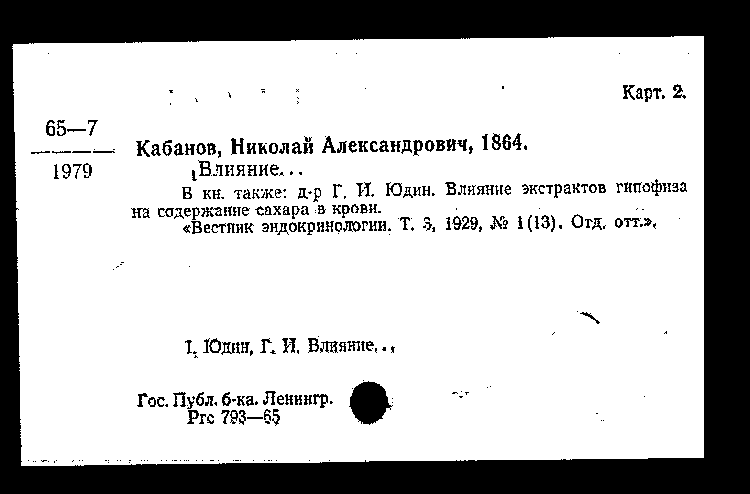 Карт. 2.
65—7
1979
Кабанов, Николай Александрович, 1864.
Влияние...
В кн. также: д-р Г. И. Юдин. Влияние экстрактов гипофиза
на содержание сахара в крови.
«Вестник эндокринологии. Т. 3, 1929, № 1(13). Отд. отт.».
I. Юдин, Г. И. Влияние...
Гос. Публ. б-ка. Ленингр.
Ргс 793—65